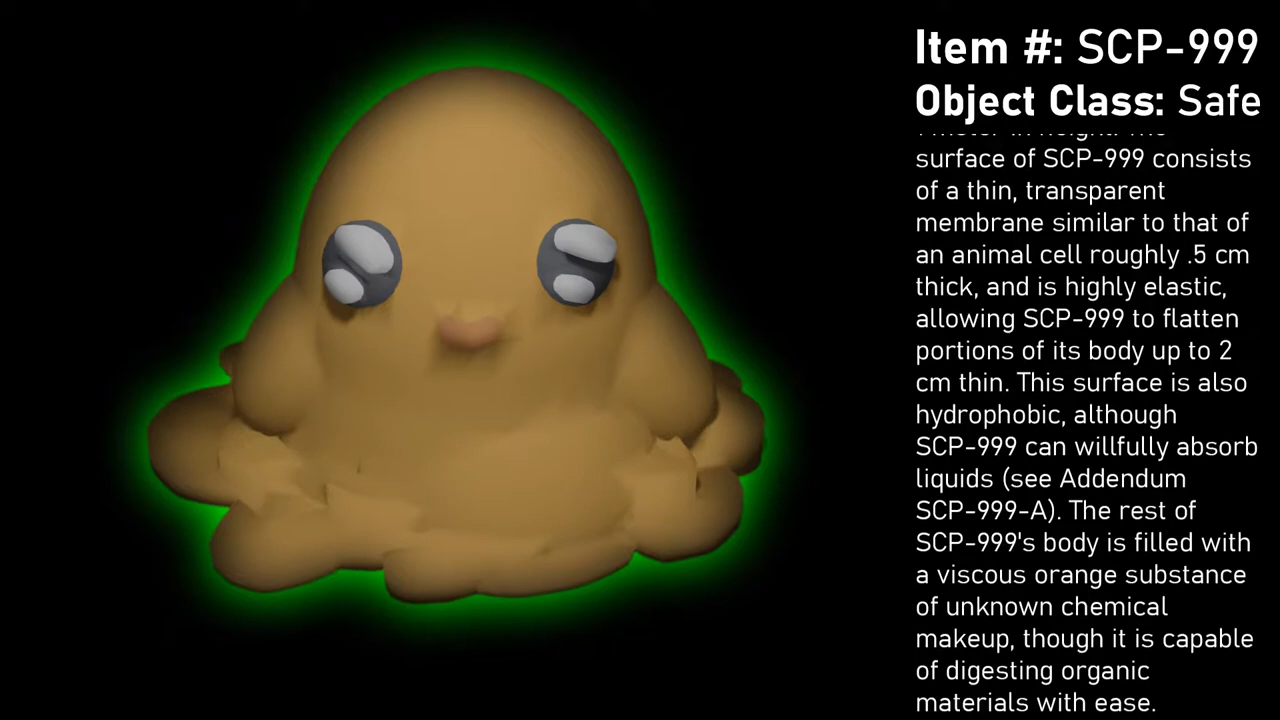 Item #: SCP-999
Object Class: Safe
surface of SCP-999 consists
of a thin, transparent
membrane similar to that of
an animal cell roughly .5 cm
thick, and is highly elastic,
allowing SCP-999 to flatten
portions of its body up to 2
cm thin. This surface is also
hydrophobic, although
SCP-999 can willfully absorb
liquids (see Addendum
SCP-999-A). The rest of
SCP-999's body is filled with
a viscous orange substance
of unknown chemical
makeup, though it is capable
of digesting organic
materials with ease.